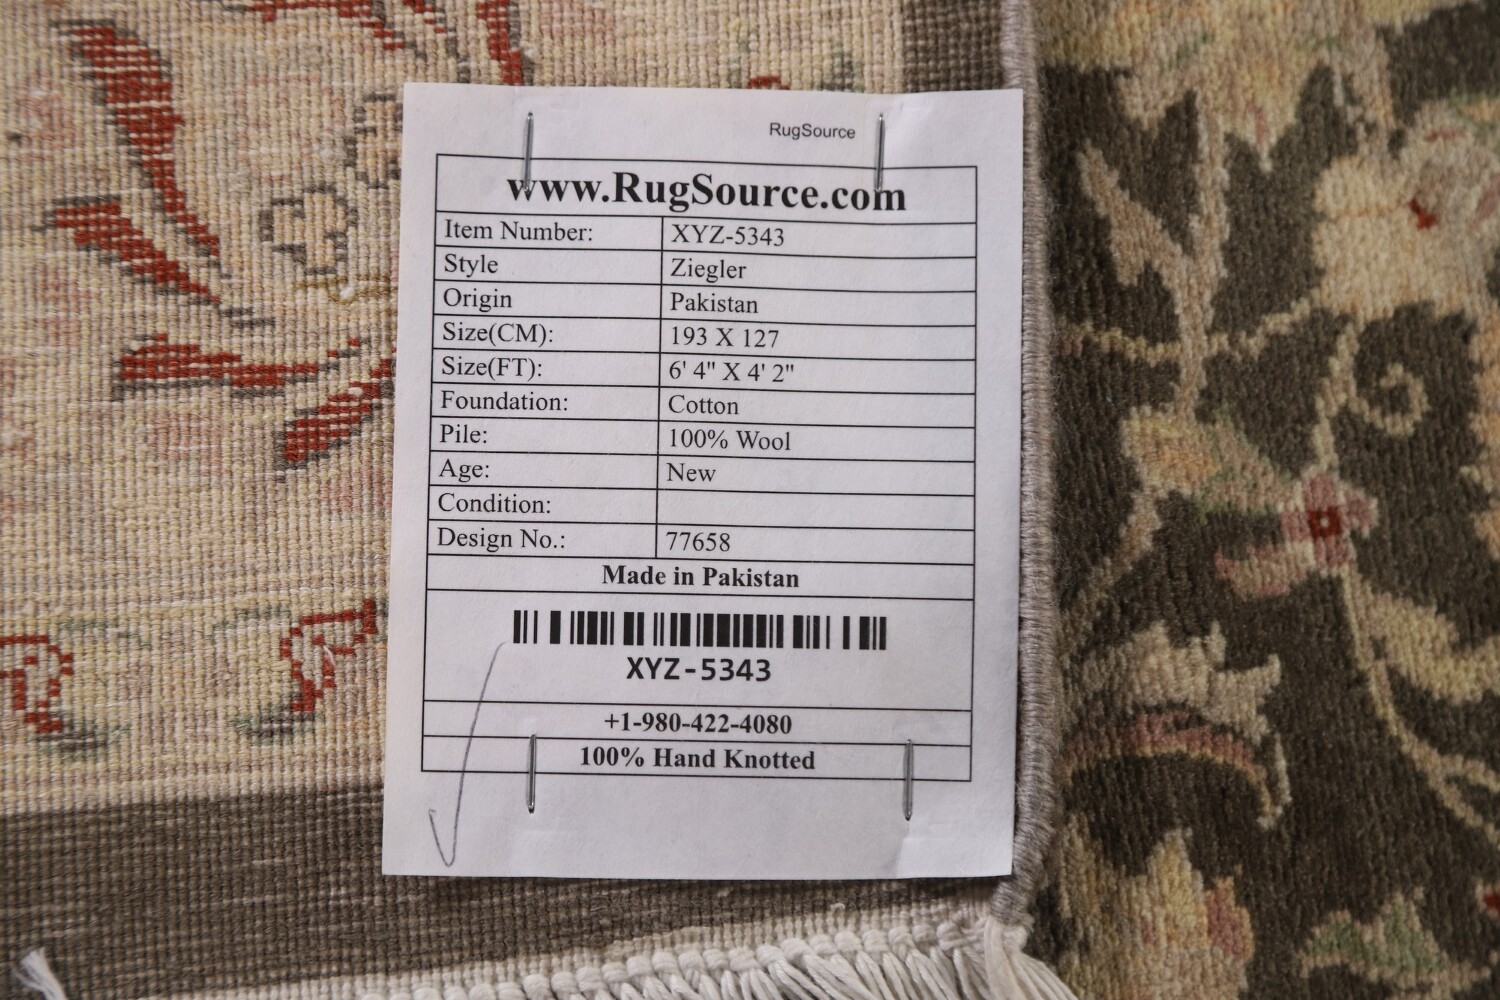 RugSource
www.RugSource.com
Item Number: XYZ-5343
Style Ziegler
Origin Pakistan
Size(CM): 193 X 127
Size(FT): 6' 4" X 4' 2"
Foundation: Cotton
Pile: 100% Wool
Age: New
Condition:
Design No.: 77658
Made in Pakistan
XYZ-5343
+1-980-422-4080
100% Hand Knotted